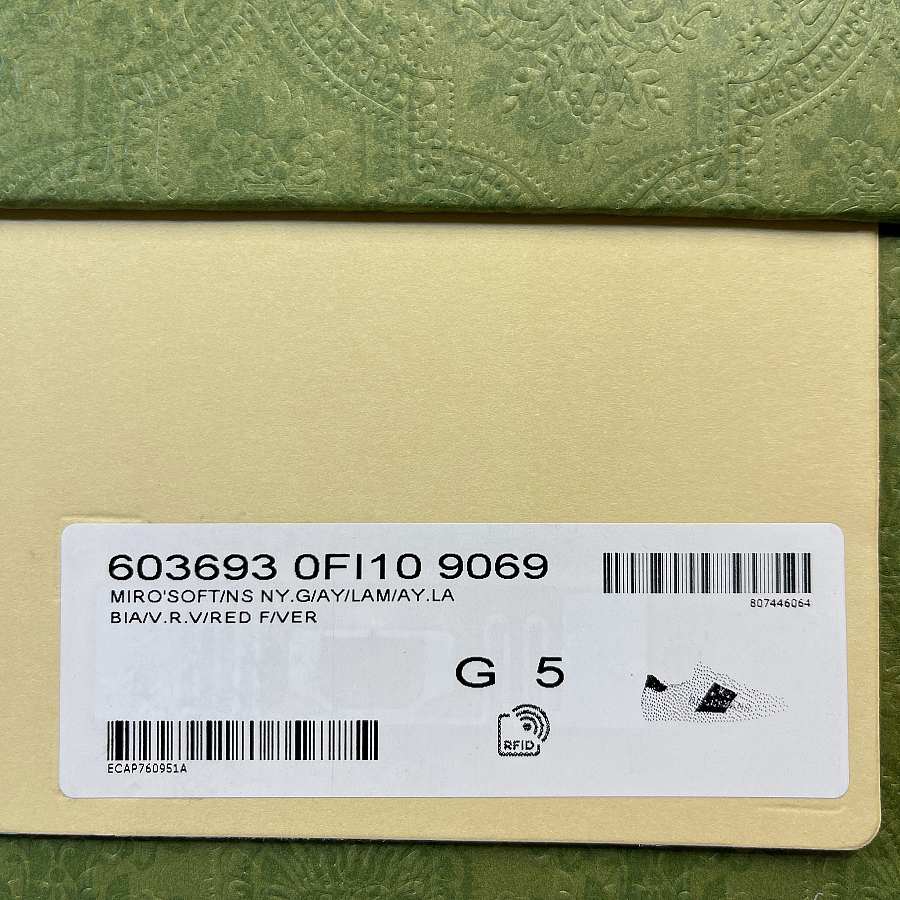 603693 0FI10 9069
MIRO'SOFT/NS NY.G/AY/LAM/AY.LA
BIA/V.R.V/RED F/VER
807446064
G 5
RFID
ECAP760951A